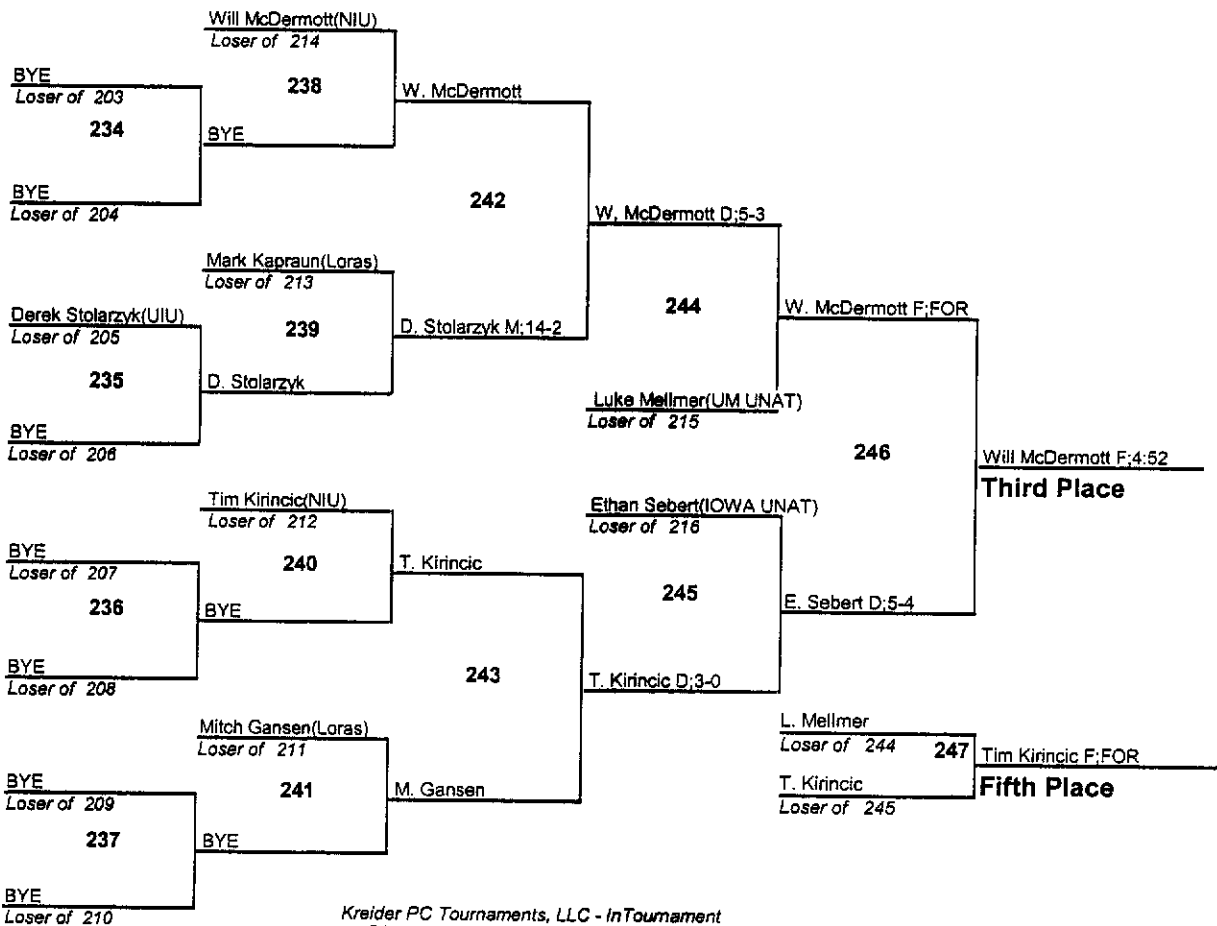 Will McDermott(NIU)
Loser of 214
BYE
Loser of 203
238
W. McDermott
234
BYE
BYE
Loser of 204
242
W, McDermott D;5-3
Mark Kapraun(Loras)
Loser of 213
Derek Stolarzyk(UIU)
Loser of 205
239
D. Stolarzyk M;14-2
244
W. McDermott F;FOR
235
D. Stolarzyk
Luke Mellmer(UM UNAT)
Loser of 215
BYE
Loser of 206
246
Will McDermott F;4:52
Third Place
Tim Kirincic(NIU)
Loser of 212
Ethan Sebert(IOWA UNAT)
Loser of 216
BYE
Loser of 207
240
T. Kirincic
245
236
BYE
E. Sebert D;5-4
BYE
Loser of 208
243
T. Kirincic D;3-0
Mitch Gansen(Loras)
Loser of 211
L. Mellmer
Loser of 244
247
Tim Kirincic F;FOR
BYE
Loser of 209
241
M. Gansen
T. Kirincic
Loser of 245
Fifth Place
237
BYE
BYE
Loser of 210
Kreider PC Tournaments, LLC - InTournament